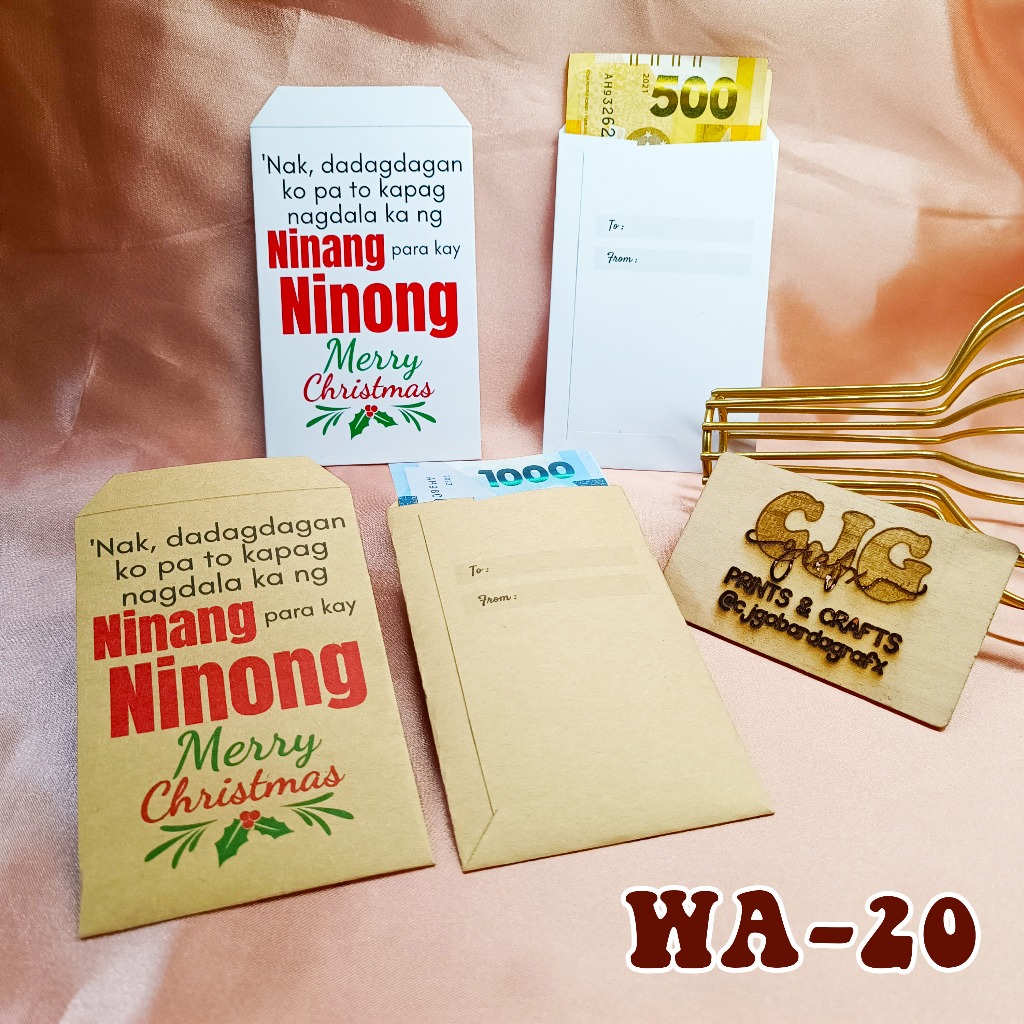 'Nak, dadagdagan
ko pa to kapag
nagdala ka ng
Ninang para kay
Ninong
Merry
Christmas
500
2021
AH93262
To :
From :
'Nak, dadagdagan
ko pa to kapag
nagdala ka ng
Ninang para kay
Ninong
Merry
Christmas
1000
To :
From :
CJG
grafx
PRINTS & CRAFTS
@cjgabardagrafx
WA-20